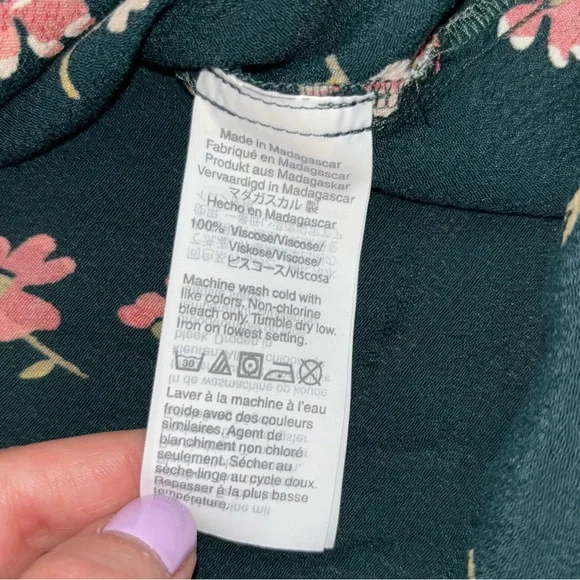 Made in Madagascar
Fabriqué en Madagascar
Produkt aus Madagaskar
Vervaardigd in Madagascar
マダガスカル 製
Hecho en Madagascar
100% Viscose/Viscose/
Viskose/Viscose/
ビスコース/viscosa
Machine wash cold with
like colors. Non-chlorine
bleach only. Tumble dry low.
Iron on lowest setting.
30
Laver à la machine à l'eau
froide avec des couleurs
similaires. Agent de
blanchiment non chloré
seulement. Sécher au
sèche-linge au cycle doux.
Repasser à la plus basse
température.